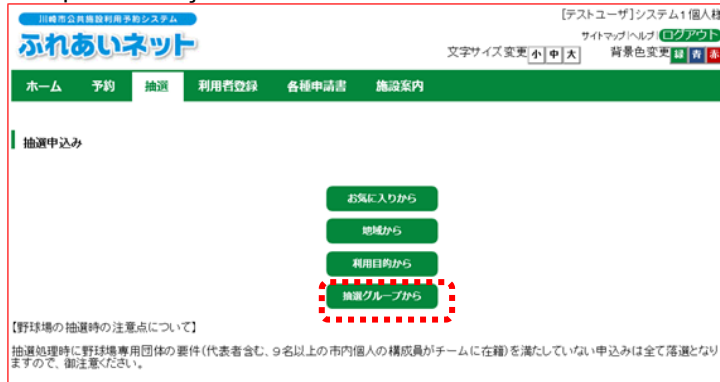 川崎市公共施設利用予約システム
ふれあいネット
[テストユーザ]システム1個人様
サイトマップ|ヘルプ|ログアウト
文字サイズ変更 小 中 大 背景色変更 緑 青 赤
ホーム 予約 抽選 利用者登録 各種申請書 施設案内
抽選申込み
お気に入りから
地域から
利用目的から
抽選グループから
【野球場の抽選時の注意点について】
抽選処理時に野球場専用団体の要件(代表者含む、9名以上の市内個人の構成員がチームに在籍)を満たしていない申込みは全て落選となり
ますので、御注意ください。